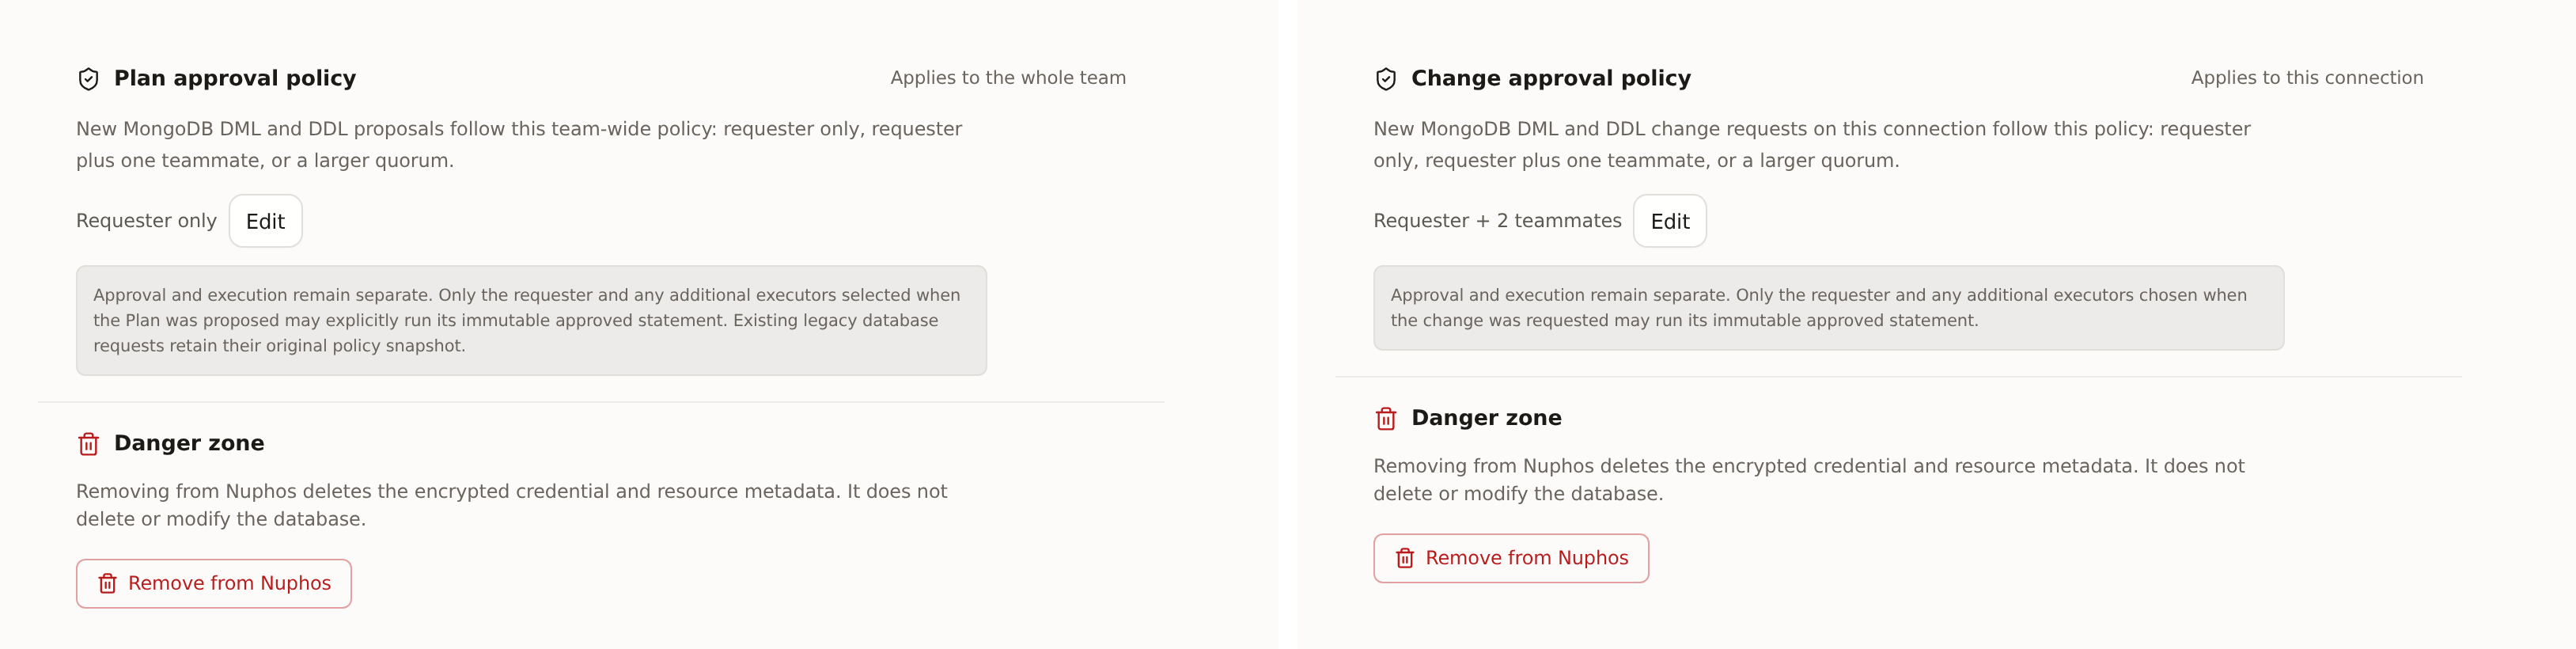 Plan approval policy
Applies to the whole team
New MongoDB DML and DDL proposals follow this team-wide policy: requester only, requester
plus one teammate, or a larger quorum.
Requester only
Edit
Approval and execution remain separate. Only the requester and any additional executors selected when
the Plan was proposed may explicitly run its immutable approved statement. Existing legacy database
requests retain their original policy snapshot.
Danger zone
Removing from Nuphos deletes the encrypted credential and resource metadata. It does not
delete or modify the database.
Remove from Nuphos
Change approval policy
Applies to this connection
New MongoDB DML and DDL change requests on this connection follow this policy: requester
only, requester plus one teammate, or a larger quorum.
Requester + 2 teammates
Edit
Approval and execution remain separate. Only the requester and any additional executors chosen when
the change was requested may run its immutable approved statement.
Danger zone
Removing from Nuphos deletes the encrypted credential and resource metadata. It does not
delete or modify the database.
Remove from Nuphos